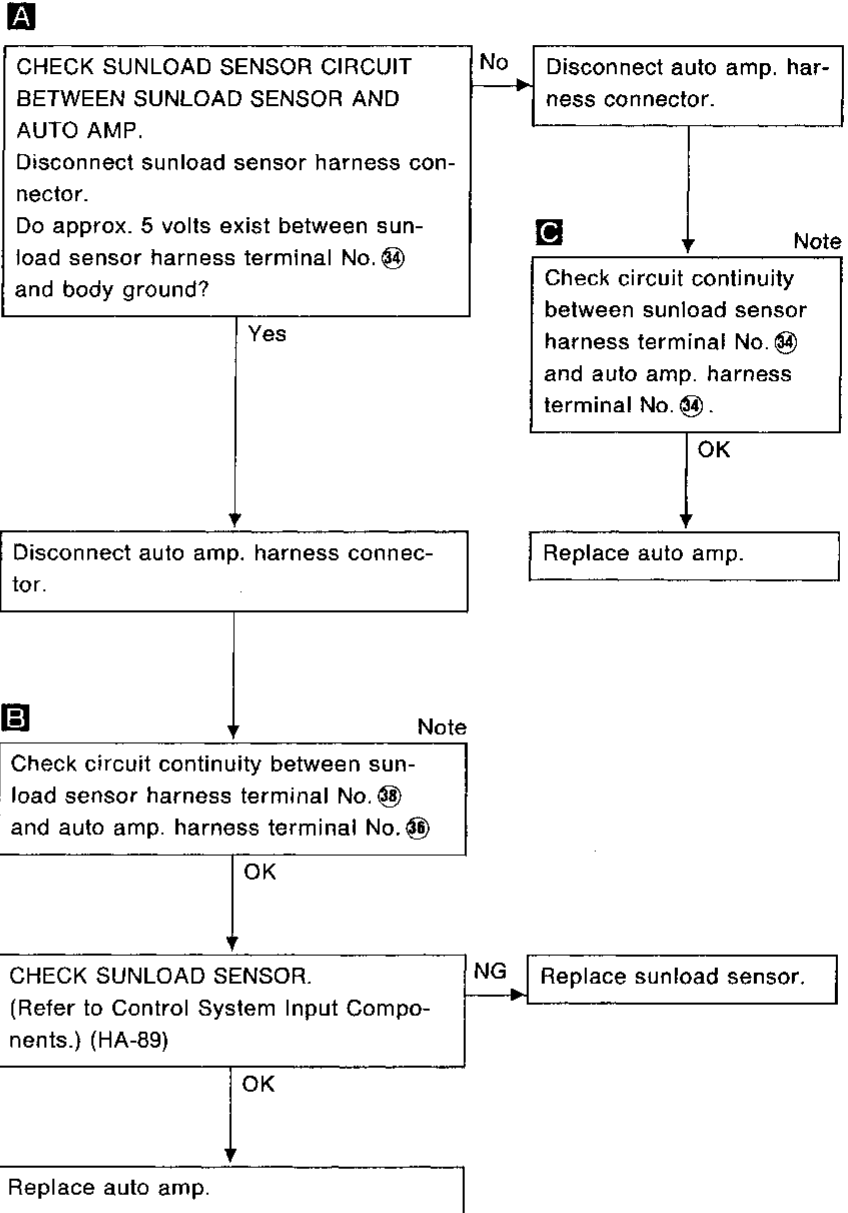 A
CHECK SUNLOAD SENSOR CIRCUIT
BETWEEN SUNLOAD SENSOR AND
AUTO AMP.
Disconnect sunload sensor harness con-
nector.
Do approx. 5 volts exist between sun-
load sensor harness terminal No. ㉞
and body ground?
No
Disconnect auto amp. har-
ness connector.
C
Note
Check circuit continuity
between sunload sensor
harness terminal No. ㉞
and auto amp. harness
terminal No. ㉞ .
OK
Replace auto amp.
Yes
Disconnect auto amp. harness connec-
tor.
B
Note
Check circuit continuity between sun-
load sensor harness terminal No. ㊳
and auto amp. harness terminal No. ㊱
OK
CHECK SUNLOAD SENSOR.
(Refer to Control System Input Compo-
nents.) (HA-89)
NG
Replace sunload sensor.
OK
Replace auto amp.